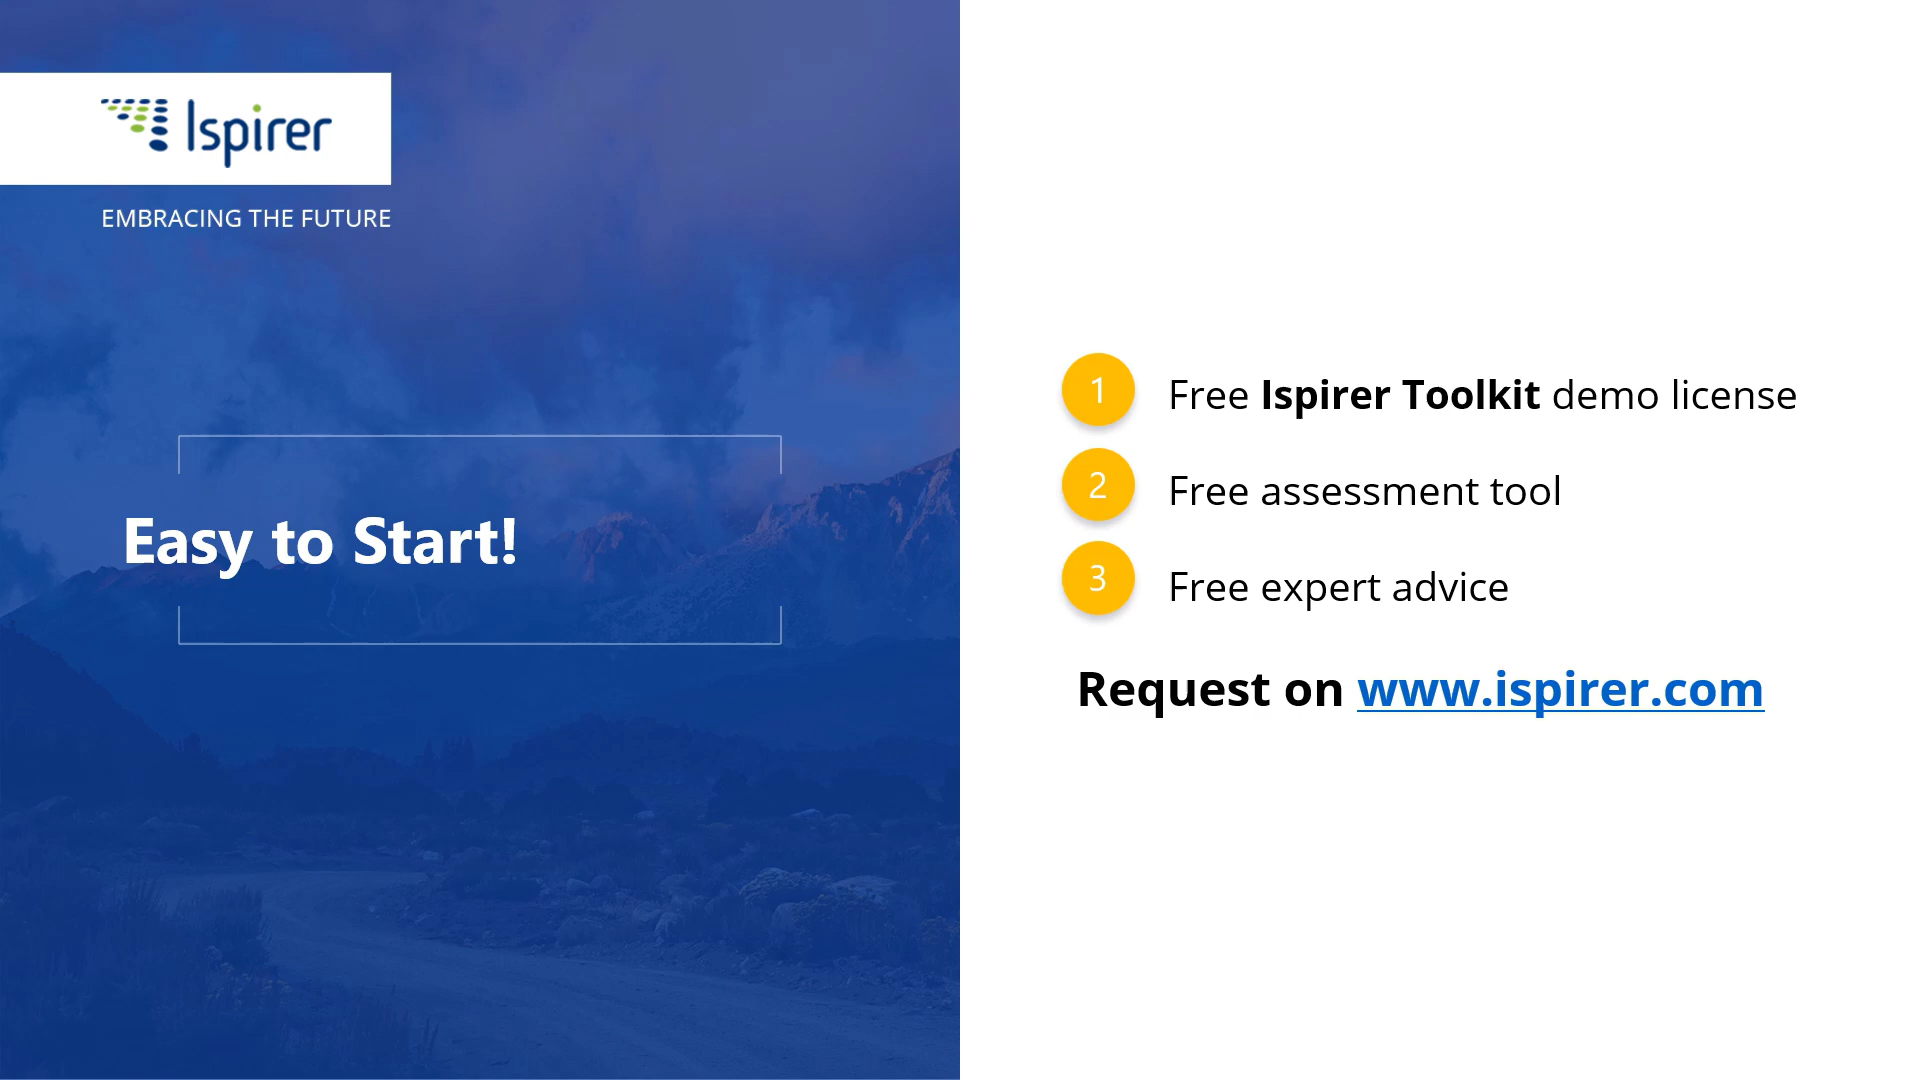 Ispirer
EMBRACING THE FUTURE
Easy to Start!
1 Free Ispirer Toolkit demo license
2 Free assessment tool
3 Free expert advice
Request on www.ispirer.com